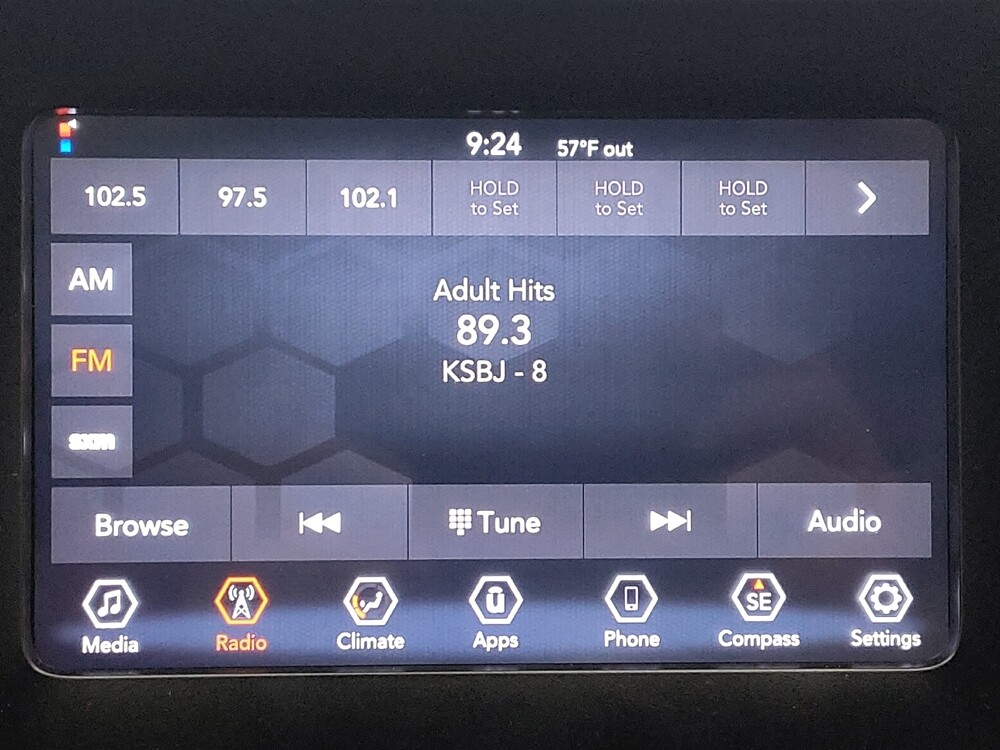 9:24 57°F out
102.5 97.5 102.1 HOLD to Set HOLD to Set HOLD to Set
AM
Adult Hits
89.3
FM
KSBJ - 8
sxm
Browse Tune Audio
SE
Media Radio Climate Apps Phone Compass Settings